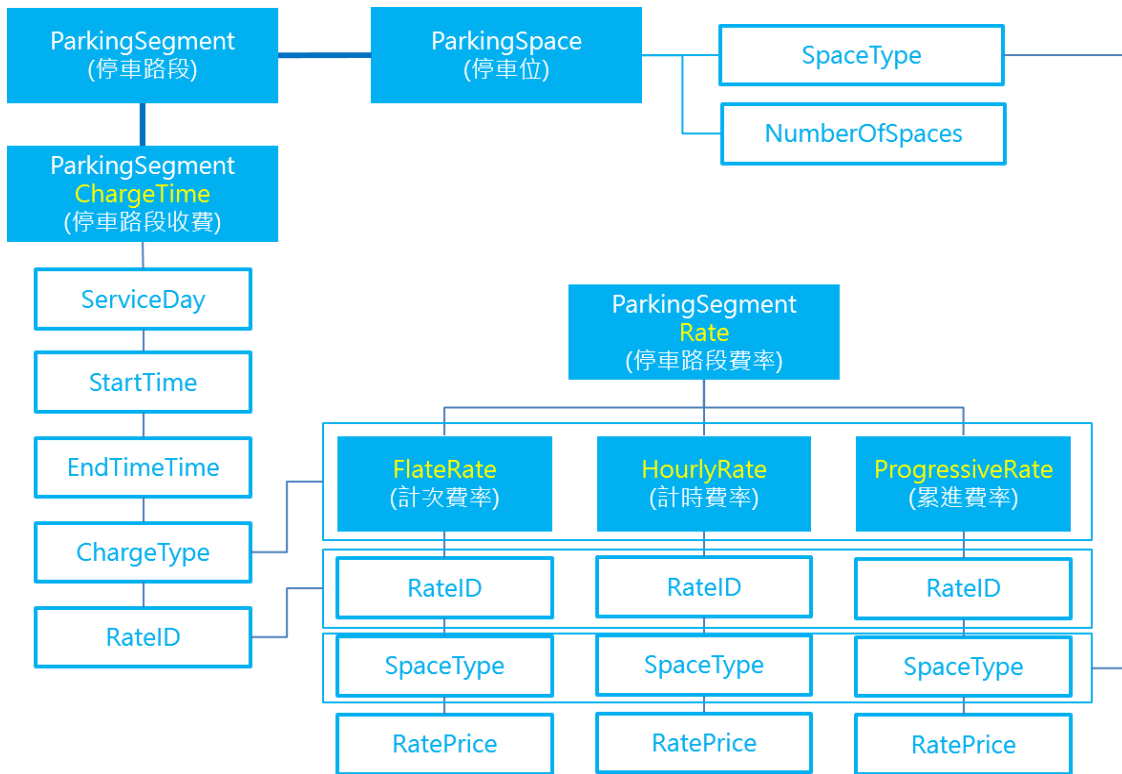 ParkingSegment
(停車路段)
ParkingSpace
(停車位)
SpaceType
NumberOfSpaces
ParkingSegment
ChargeTime
(停車路段收費)
ServiceDay
StartTime
EndTimeTime
ChargeType
RateID
ParkingSegment
Rate
(停車路段費率)
FlateRate
(計次費率)
HourlyRate
(計時費率)
ProgressiveRate
(累進費率)
RateID
RateID
RateID
SpaceType
SpaceType
SpaceType
RatePrice
RatePrice
RatePrice